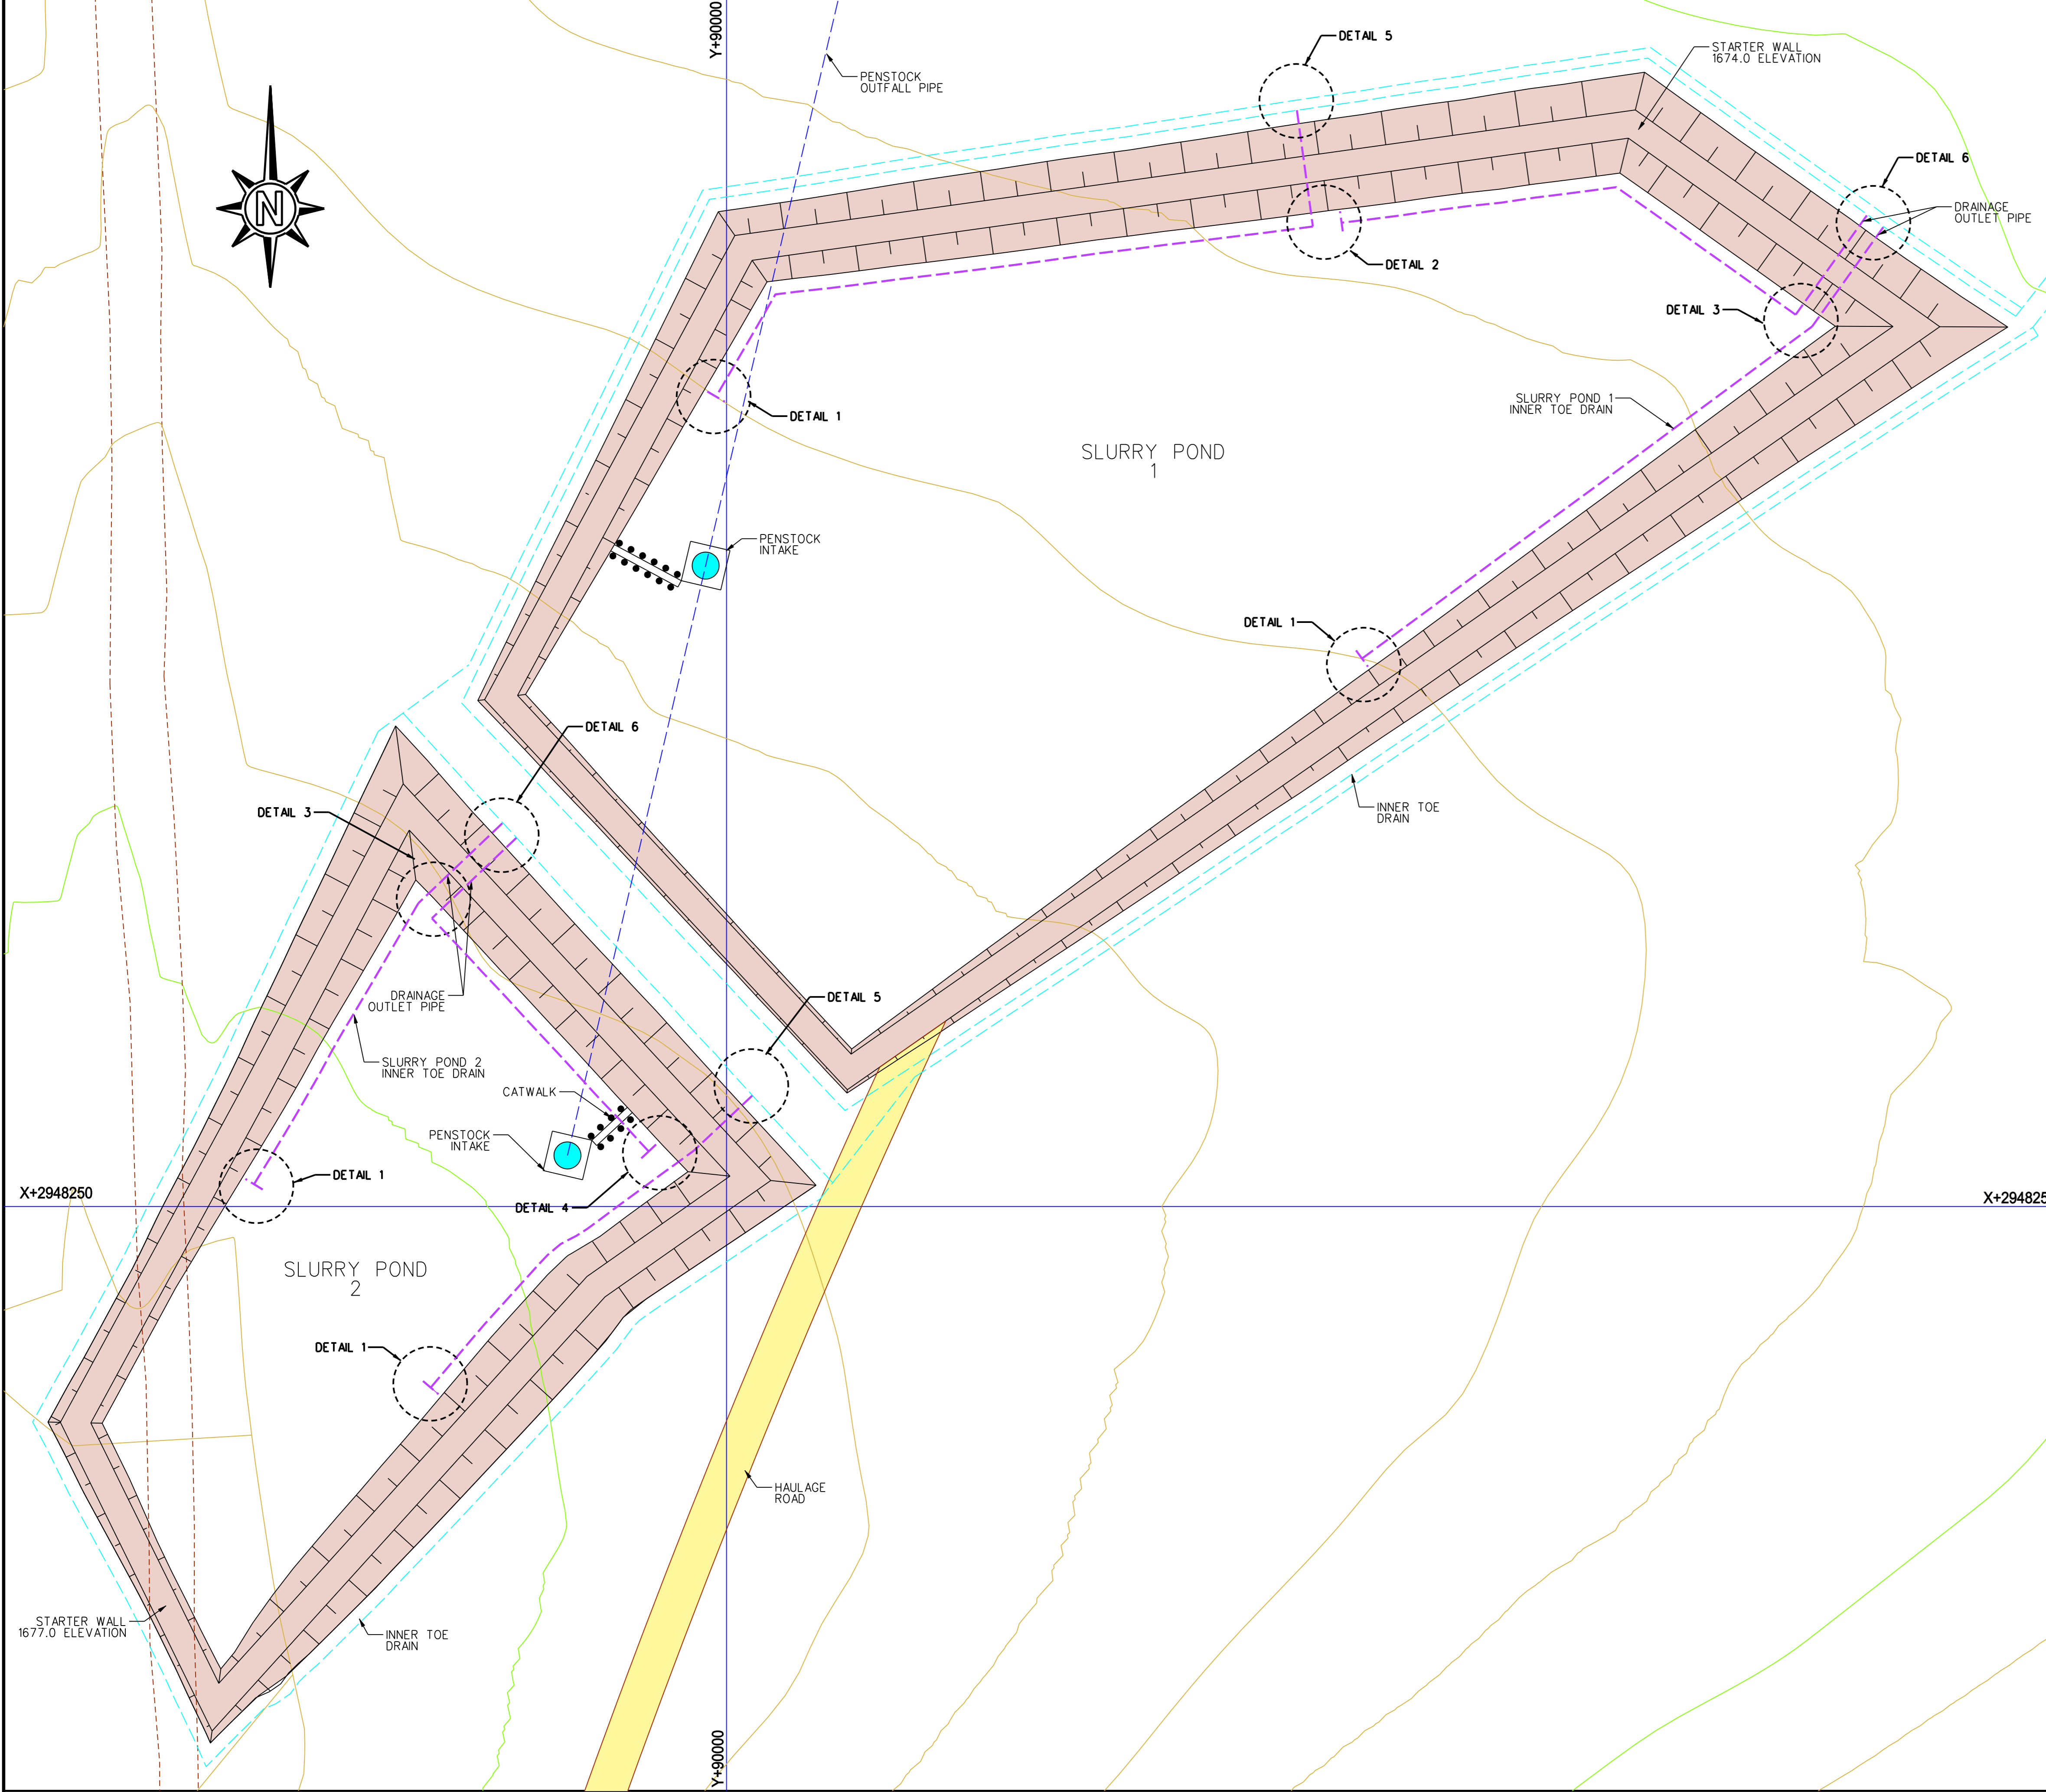 Y+90000
DETAIL 5
STARTER WALL
1674.0 ELEVATION
PENSTOCK
OUTFALL PIPE
N
DETAIL 6
DRAINAGE
OUTLET PIPE
DETAIL 2
DETAIL 3
SLURRY POND 1
INNER TOE DRAIN
DETAIL 1
SLURRY POND
1
PENSTOCK
INTAKE
DETAIL 1
DETAIL 6
DETAIL 3
INNER TOE
DRAIN
DRAINAGE
OUTLET PIPE
DETAIL 5
SLURRY POND 2
INNER TOE DRAIN
CATWALK
PENSTOCK
INTAKE
DETAIL 1
X+2948250
DETAIL 4
X+294825
SLURRY POND
2
DETAIL 1
HAULAGE
ROAD
STARTER WALL
1677.0 ELEVATION
INNER TOE
DRAIN
Y+90000